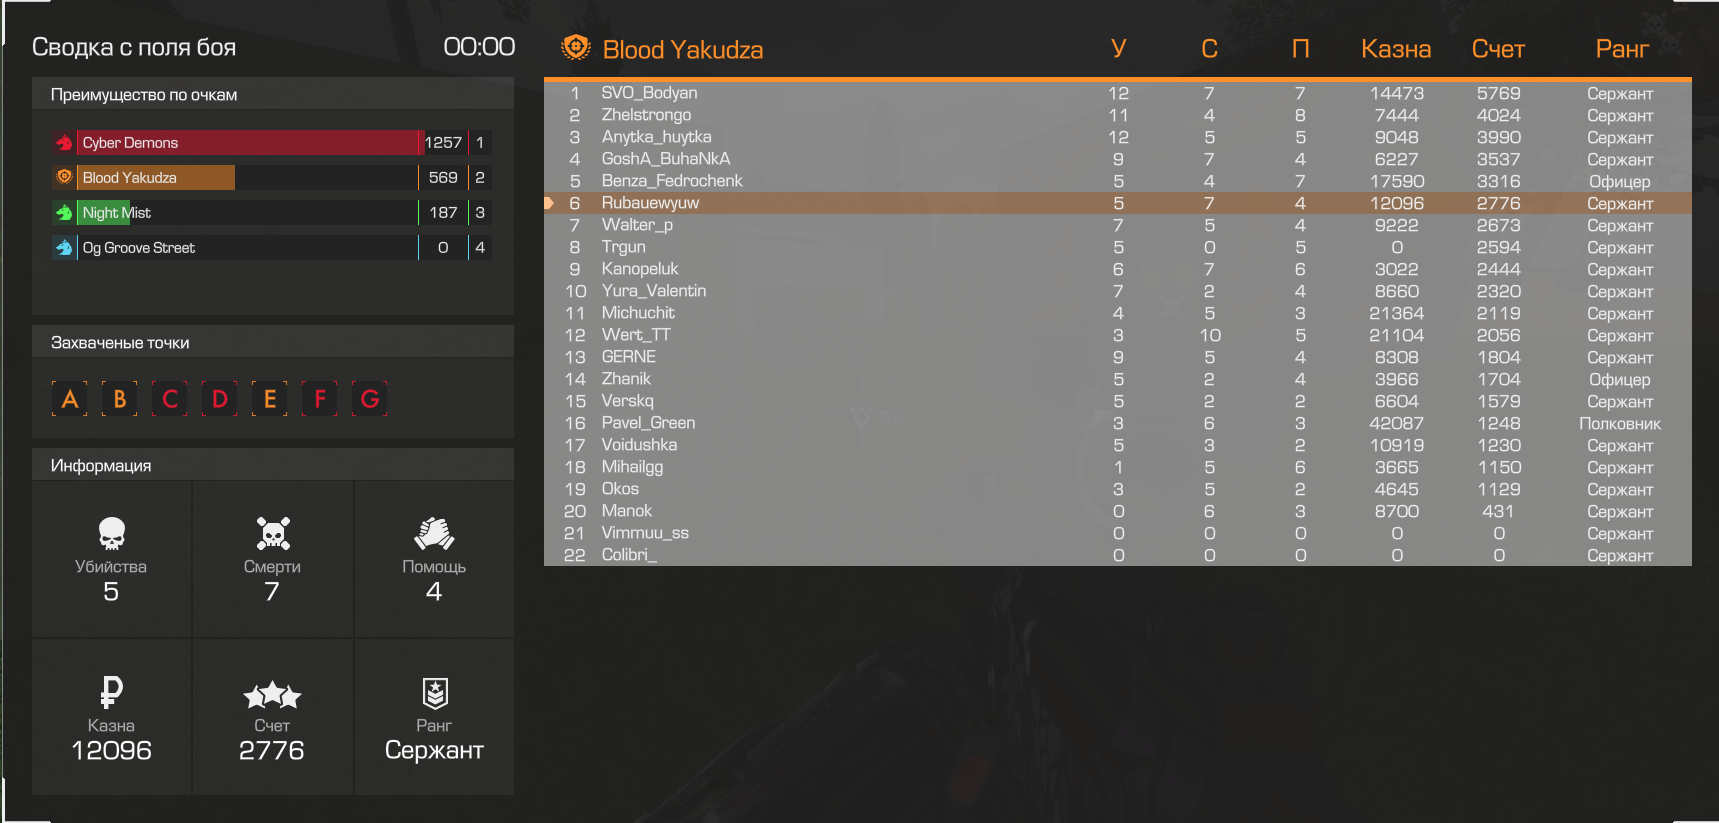 Сводка с поля боя 00:00
Преимущество по очкам
Cyber Demons 1257 1
Blood Yakudza 569 2
Night Mist 187 3
Og Groove Street 0 4
Захваченые точки
A B C D E F G
Информация
Убийства Смерти Помощь
5 7 4
Казна Счет Ранг
12096 2776 Сержант
Blood Yakudza У С П Казна Счет Ранг
1 SVO_Bodyan 12 7 7 14473 5769 Сержант
2 Zhelstrongo 11 4 8 7444 4024 Сержант
3 Anytka_huytka 12 5 5 9048 3990 Сержант
4 GoshA_BuhaNkA 9 7 4 6227 3537 Сержант
5 Benza_Fedrochenk 5 4 7 17590 3316 Офицер
6 Rubauewyuw 5 7 4 12096 2776 Сержант
7 Walter_p 7 5 4 9222 2673 Сержант
8 Trgun 5 0 5 0 2594 Сержант
9 Kanopeluk 6 7 6 3022 2444 Сержант
10 Yura_Valentin 7 2 4 8660 2320 Сержант
11 Michuchit 4 5 3 21364 2119 Сержант
12 Wert_TT 3 10 5 21104 2056 Сержант
13 GERNE 9 5 4 8308 1804 Сержант
14 Zhanik 5 2 4 3966 1704 Офицер
15 Verskq 5 2 2 6604 1579 Сержант
16 Pavel_Green 3 6 3 42087 1248 Полковник
17 Voidushka 5 3 2 10919 1230 Сержант
18 Mihailgg 1 5 6 3665 1150 Сержант
19 Okos 3 5 2 4645 1129 Сержант
20 Manok 0 6 3 8700 431 Сержант
21 Vimmuu_ss 0 0 0 0 0 Сержант
22 Colibri_ 0 0 0 0 0 Сержант